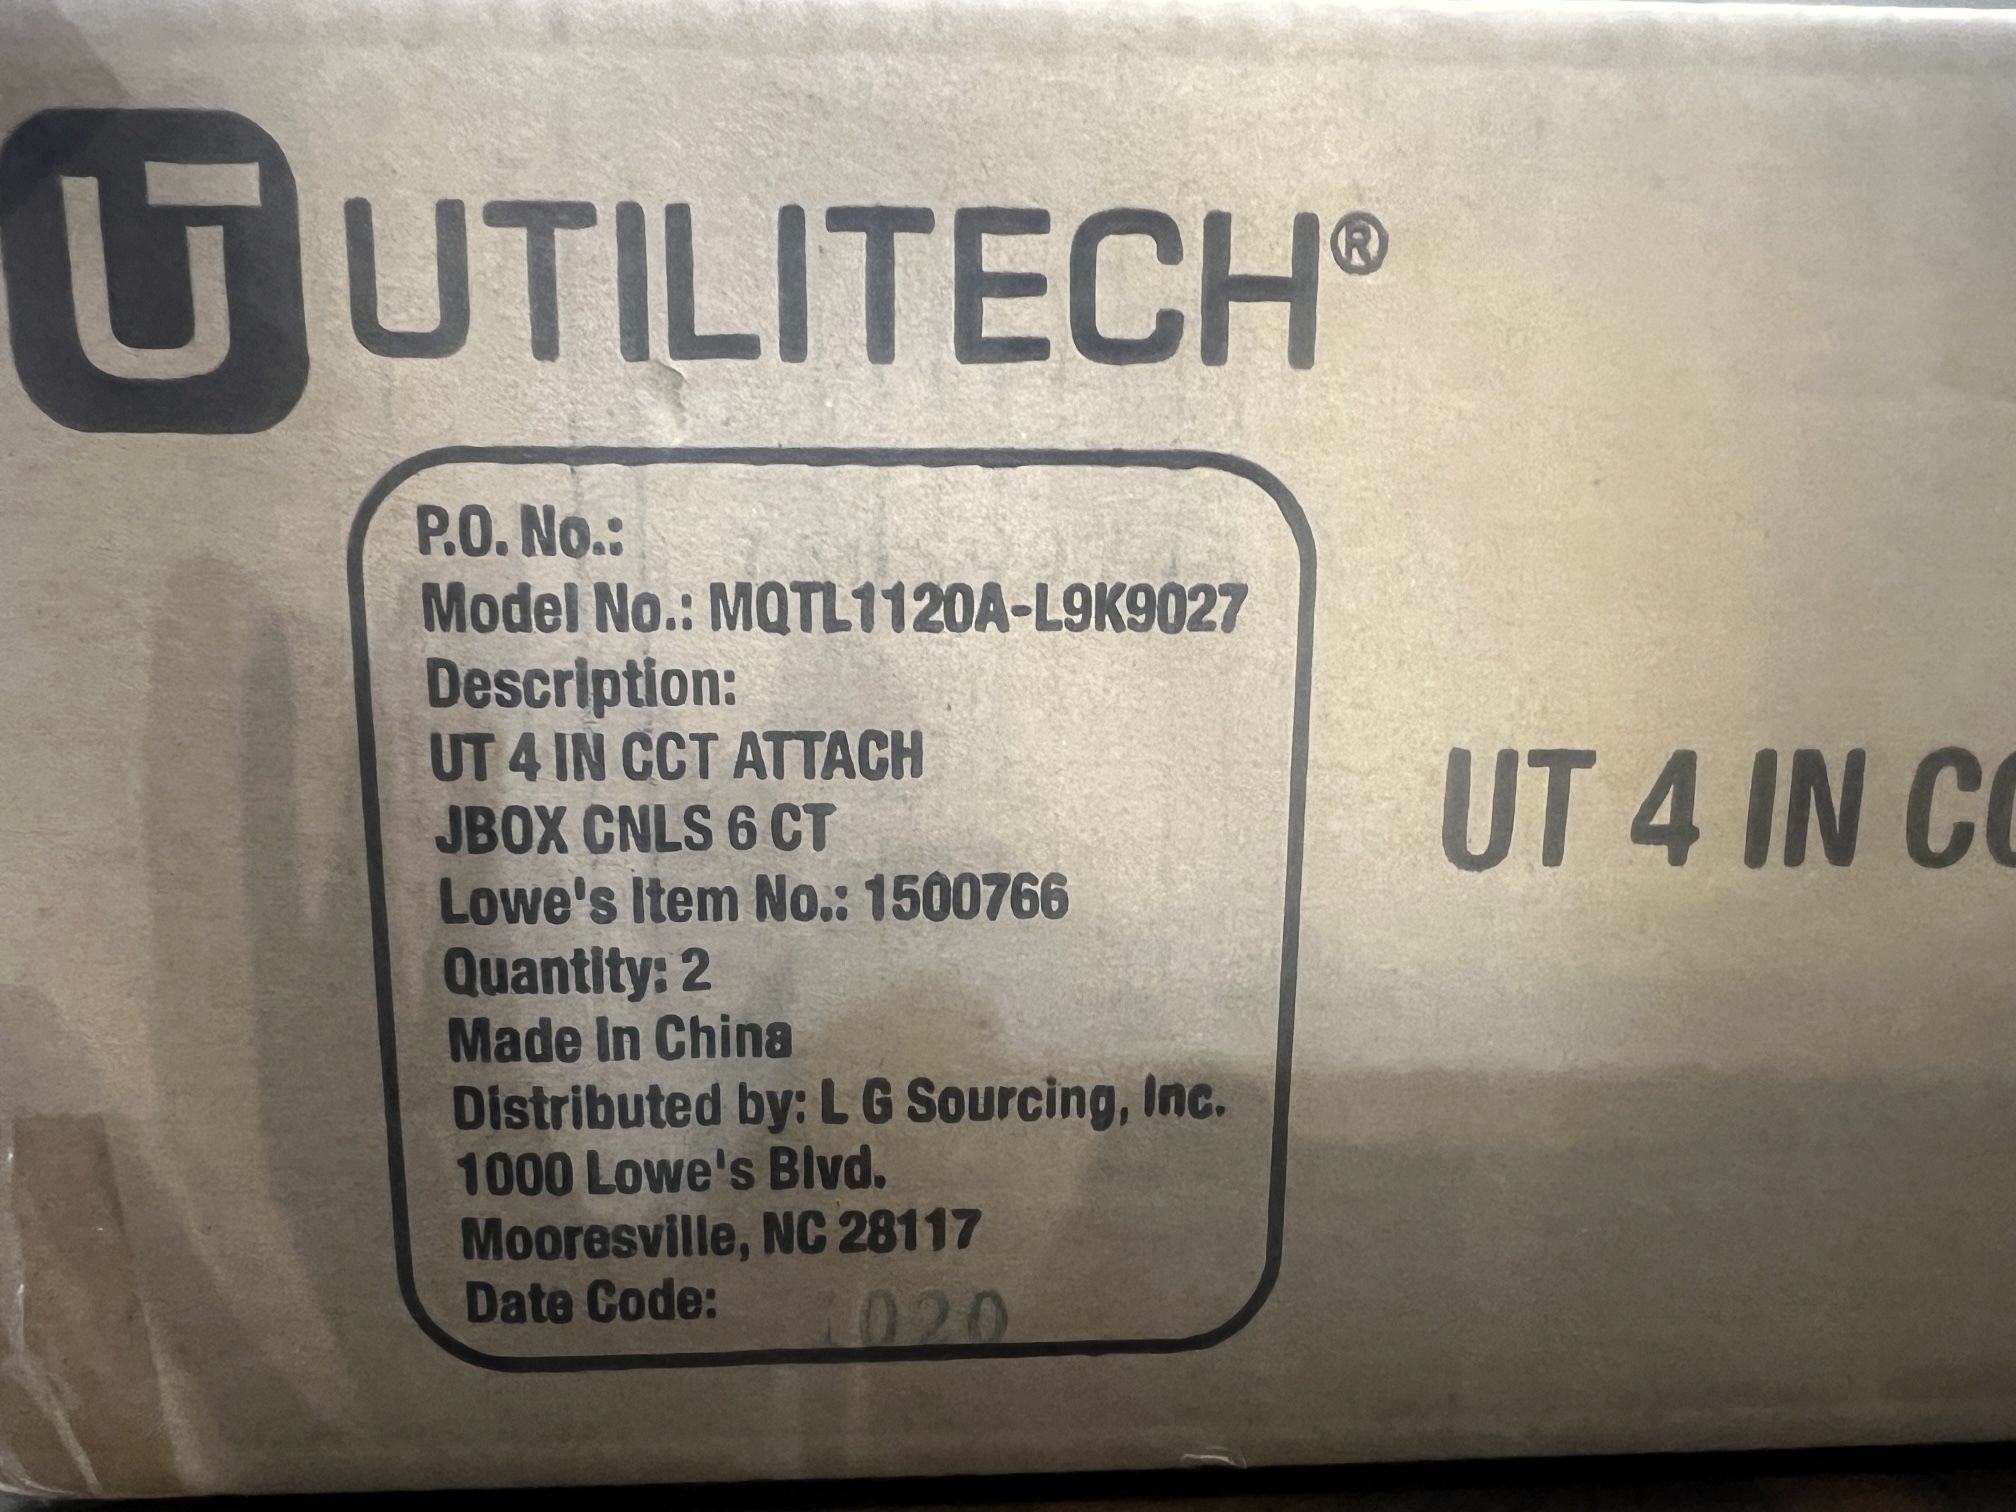 UTILITECH®
P.O. No.:
Model No.: MQTL1120A-L9K9027
Description:
UT 4 IN CCT ATTACH
JBOX CNLS 6 CT
Lowe's Item No.: 1500766
Quantity: 2
Made In China
Distributed by: L G Sourcing, Inc.
1000 Lowe's Blvd.
Mooresville, NC 28117
Date Code: 1020
UT 4 IN CC